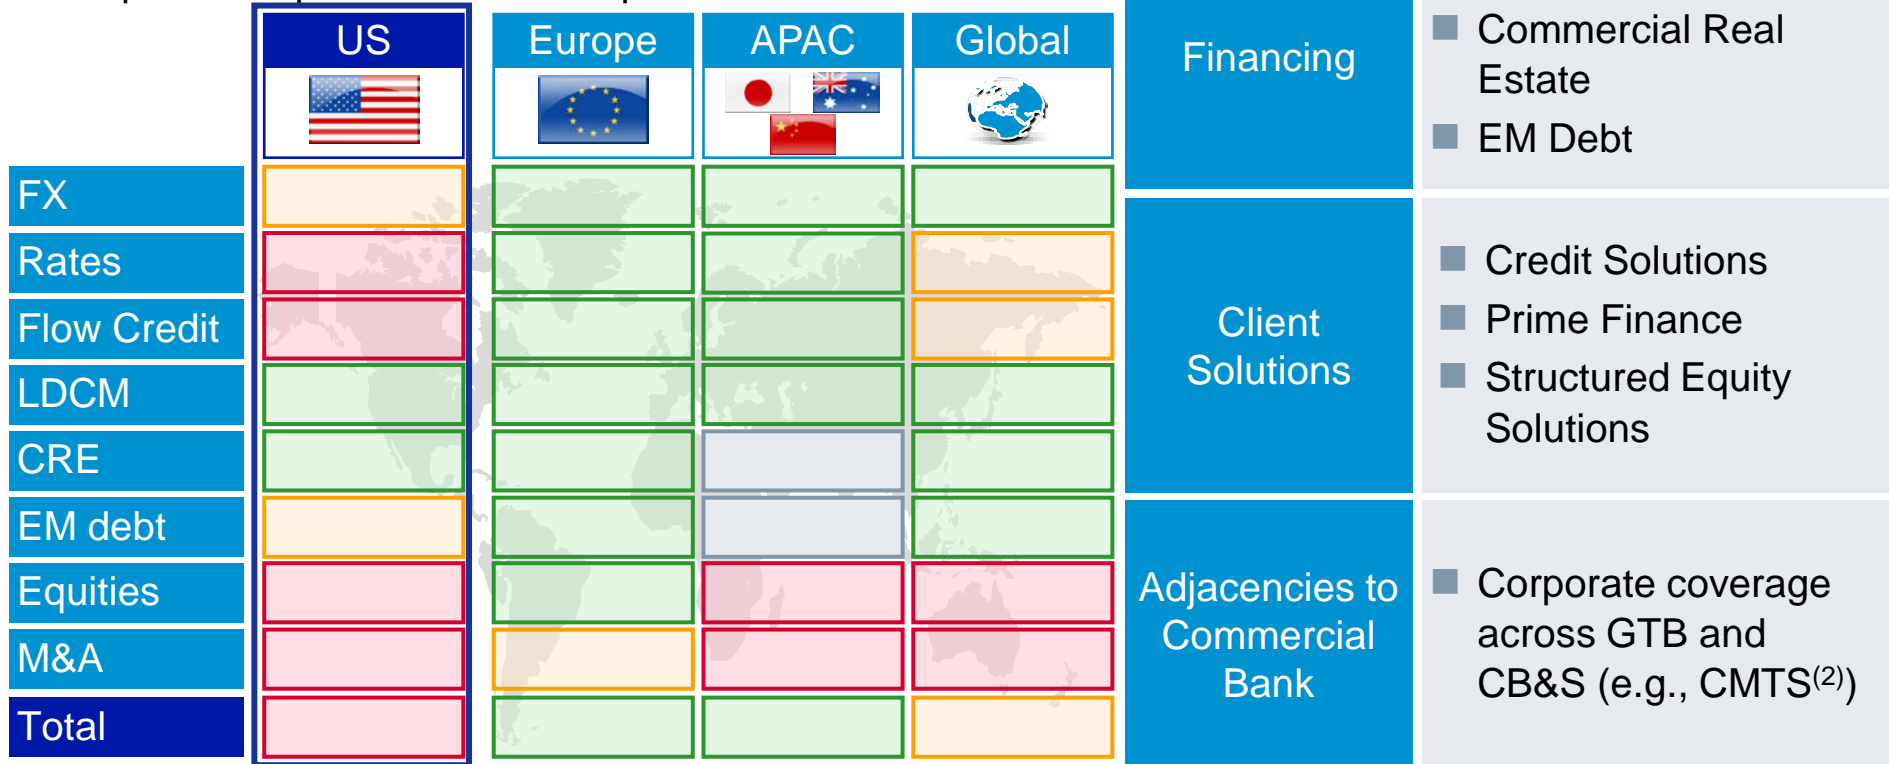 US
Europe
APAC
Global
FX
Rates
Flow Credit
LDCM
CRE
EM debt
Equities
M&A
Total
Financing
■ Commercial Real
Estate
■ EM Debt
Client
Solutions
■ Credit Solutions
■ Prime Finance
■ Structured Equity
Solutions
Adjacencies to
Commercial
Bank
■ Corporate coverage
across GTB and
CB&S (e.g., CMTS(2))